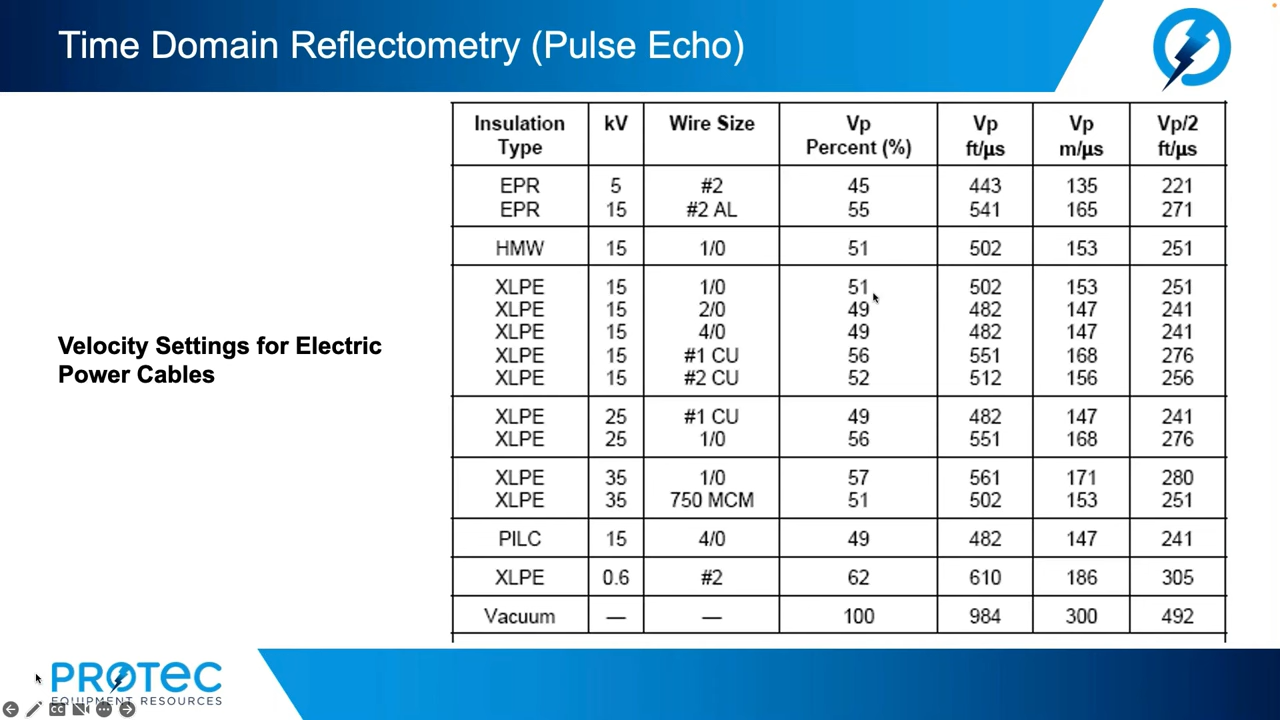 Time Domain Reflectometry (Pulse Echo)
Velocity Settings for Electric
Power Cables
Insulation Type kV Wire Size Vp Percent (%) Vp ft/µs Vp m/µs Vp/2 ft/µs
EPR 5 #2 45 443 135 221
EPR 15 #2 AL 55 541 165 271
HMW 15 1/0 51 502 153 251
XLPE 15 1/0 51 502 153 251
XLPE 15 2/0 49 482 147 241
XLPE 15 4/0 49 482 147 241
XLPE 15 #1 CU 56 551 168 276
XLPE 15 #2 CU 52 512 156 256
XLPE 25 #1 CU 49 482 147 241
XLPE 25 1/0 56 551 168 276
XLPE 35 1/0 57 561 171 280
XLPE 35 750 MCM 51 502 153 251
PILC 15 4/0 49 482 147 241
XLPE 0.6 #2 62 610 186 305
Vacuum — — 100 984 300 492
PROTEC
EQUIPMENT RESOURCES
CC